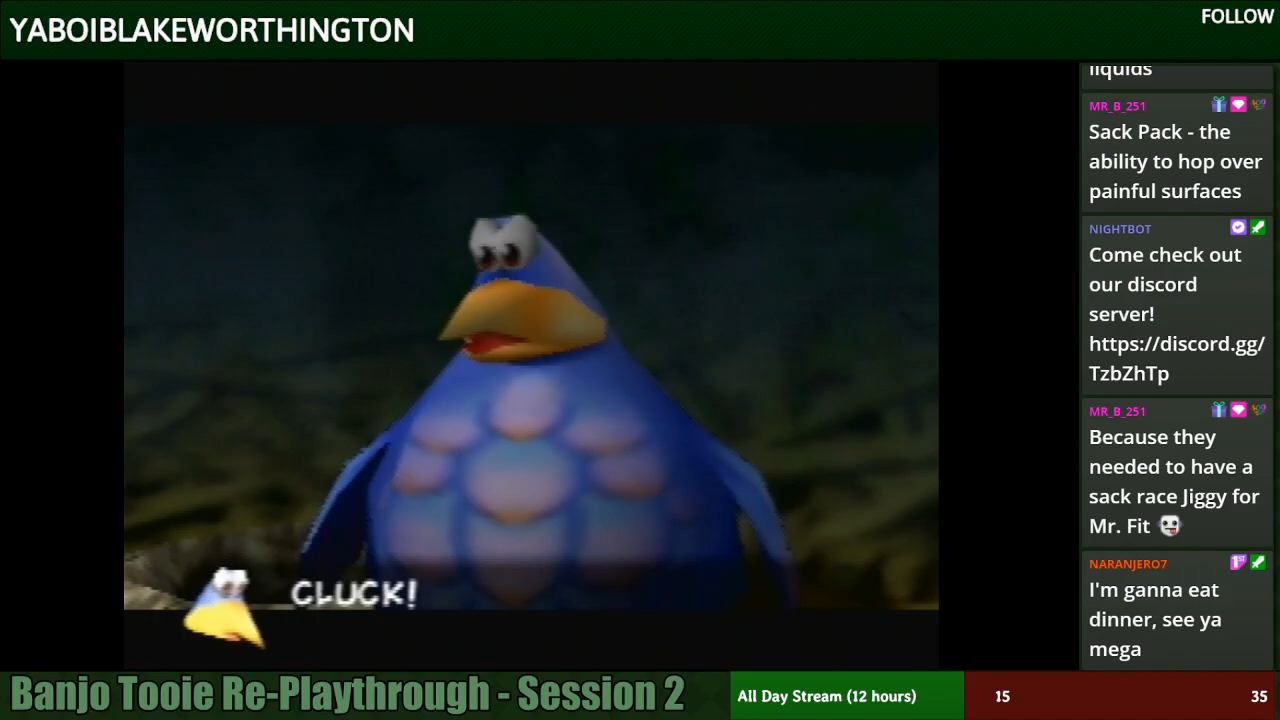 YABOIBLAKEWORTHINGTON
FOLLOW
CLUCK!
liquids
MR_B_251
Sack Pack - the
ability to hop over
painful surfaces
NIGHTBOT
Come check out
our discord
server!
https://discord.gg/
TzbZhTp
MR_B_251
Because they
needed to have a
sack race Jiggy for
Mr. Fit
NARANJERO7
I'm ganna eat
dinner, see ya
mega
Banjo Tooie Re-Playthrough - Session 2
All Day Stream (12 hours)
15
35